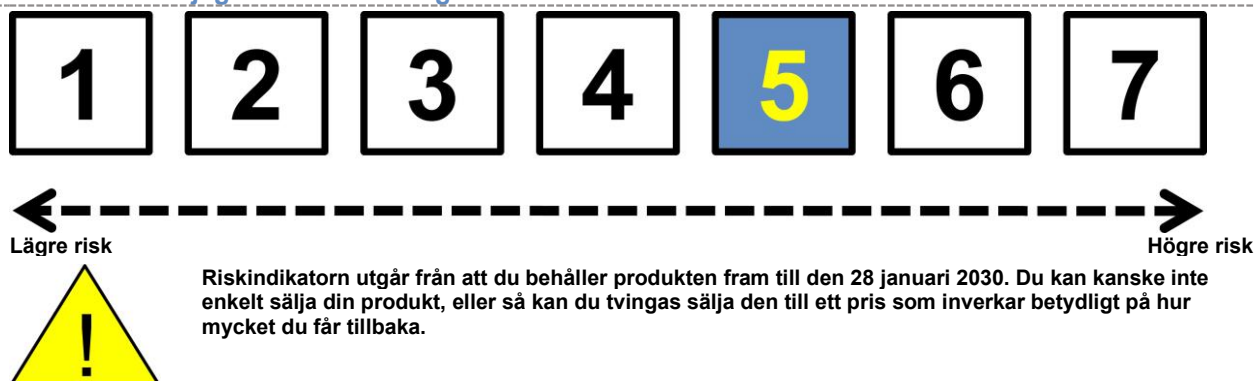 1 2 3 4 5 6 7
Lägre risk Högre risk
!
Riskindikatorn utgår från att du behåller produkten fram till den 28 januari 2030. Du kan kanske inte
enkelt sälja din produkt, eller så kan du tvingas sälja den till ett pris som inverkar betydligt på hur
mycket du får tillbaka.